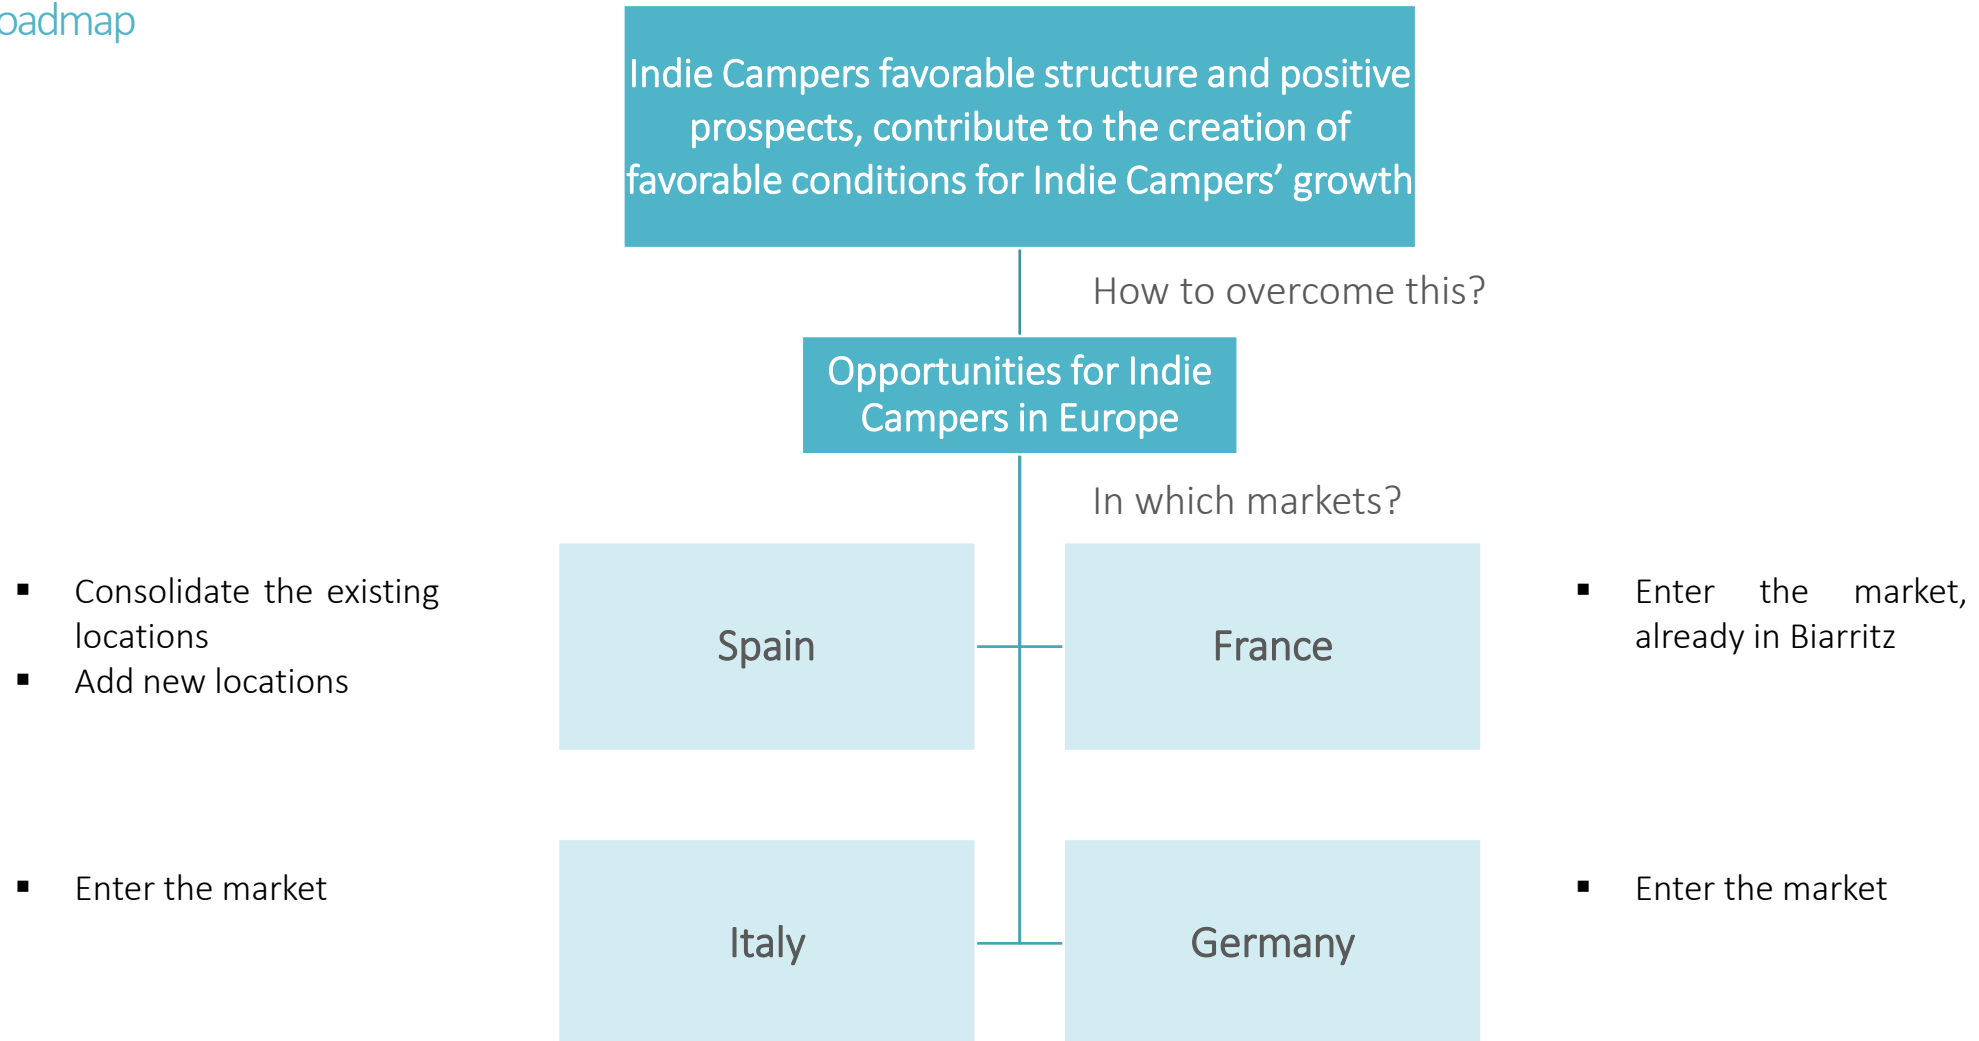 oadmap
Indie Campers favorable structure and positive
prospects, contribute to the creation of
favorable conditions for Indie Campers’ growth
How to overcome this?
Opportunities for Indie
Campers in Europe
In which markets?
▪ Consolidate the existing
locations
▪ Add new locations
Spain
France
▪ Enter the market,
already in Biarritz
▪ Enter the market
Italy
Germany
▪ Enter the market